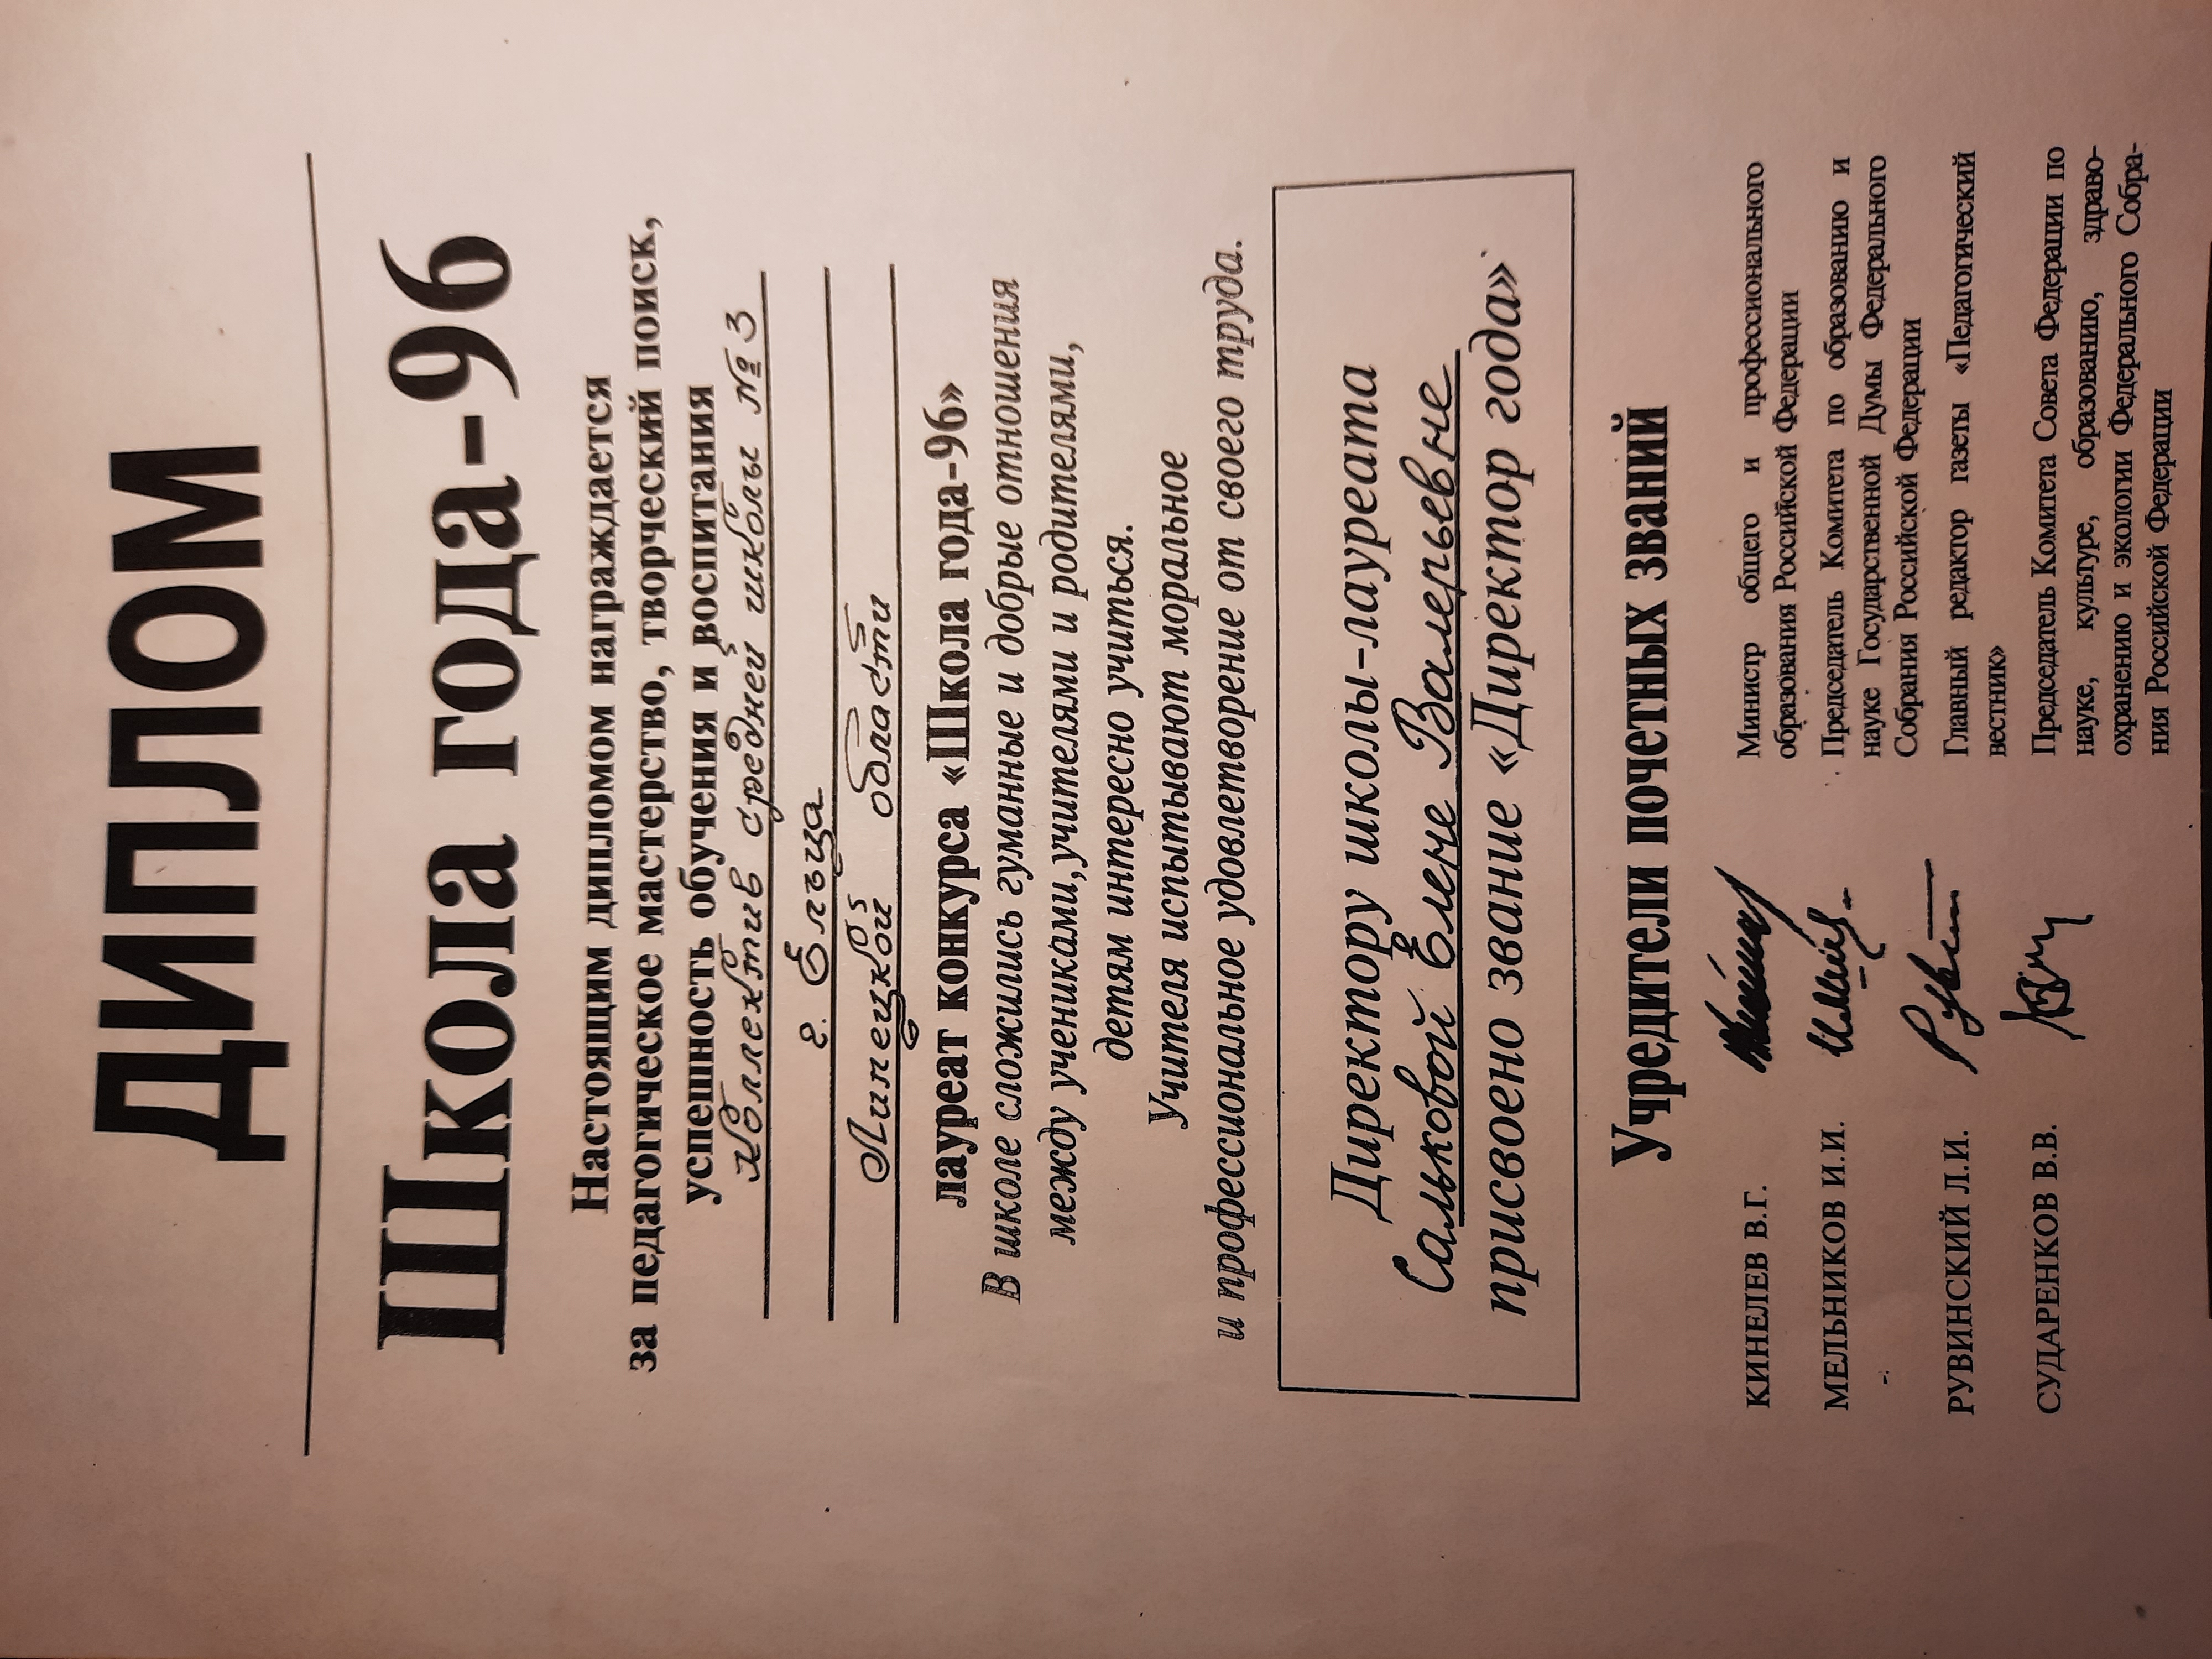 ДИПЛОМ
Школа года-96
Настоящим дипломом награждается
за педагогическое мастерство, творческий поиск,
успешность обучения и воспитания
коллектив средней школы № 3
г. Ельца
Липецкой области
лауреат конкурса «Школа года-96»
В школе сложились гуманные и добрые отношения
между учениками,учителями и родителями,
детям интересно учиться.
Учителя испытывают моральное
и профессиональное удовлетворение от своего труда.
Директору школы-лауреата
Сальковой Елене Валерьевне
присвоено звание «Директор года»
Учредители почетных званий
КИНЕЛЕВ В.Г. Министр общего и профессионального
образования Российской Федерации
МЕЛЬНИКОВ И.И. Председатель Комитета по образованию и
науке Государственной Думы Федерального
Собрания Российской Федерации
РУВИНСКИЙ Л.И. Главный редактор газеты «Педагогический
вестник»
СУДАРЕНКОВ В.В. Председатель Комитета Совета Федерации по
науке, культуре, образованию, здраво-
охранению и экологии Федерального Собра-
ния Российской Федерации